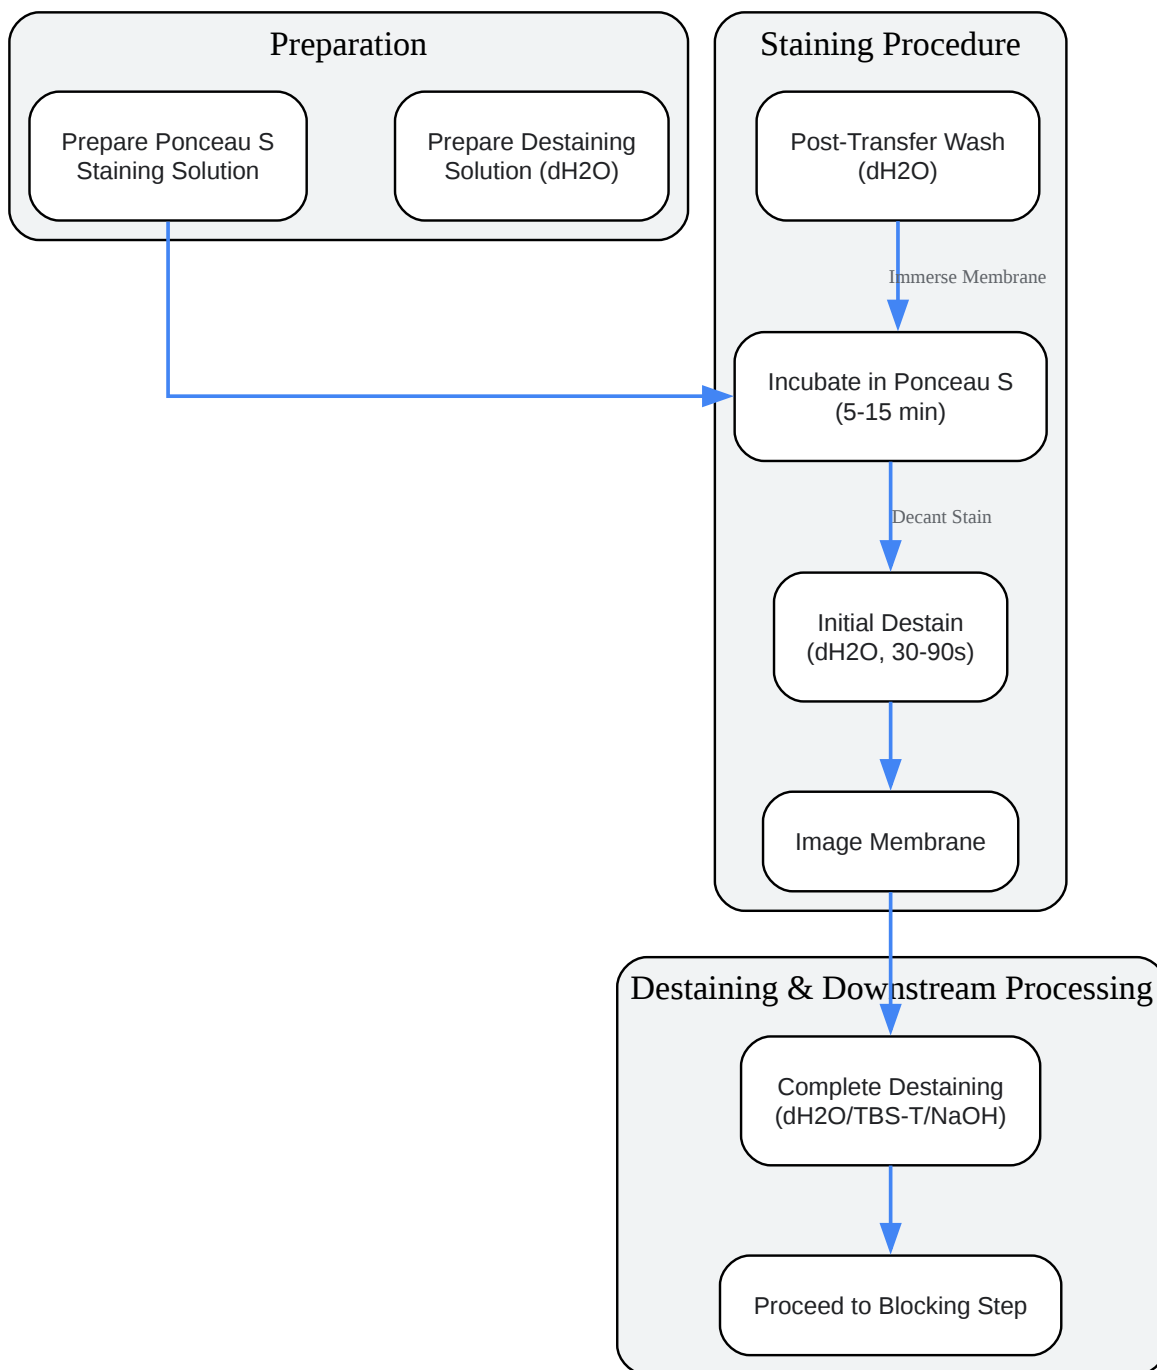 Preparation
Prepare Ponceau S
Staining Solution
Prepare Destaining
Solution (dH2O)
Staining Procedure
Post-Transfer Wash
(dH2O)
Immerse Membrane
Incubate in Ponceau S
(5-15 min)
Decant Stain
Initial Destain
(dH2O, 30-90s)
Image Membrane
Destaining & Downstream Processing
Complete Destaining
(dH2O/TBS-T/NaOH)
Proceed to Blocking Step